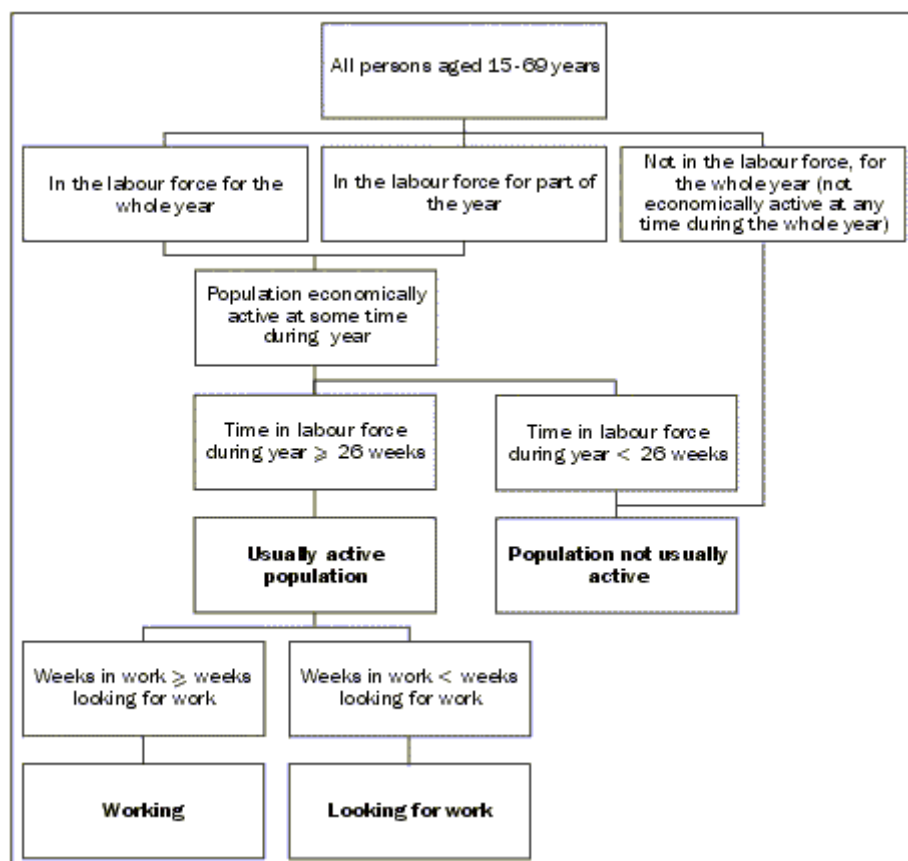 All persons aged 15-69 years
In the labour force for the
whole year
In the labour force for part of
the year
Not in the labour force, for
the whole year (not
economically active at any
time during the whole year)
Population economically
active at some time
during year
Time in labour force
during year ⩾ 26 weeks
Time in labour force
during year < 26 weeks
Usually active
population
Population not usually
active
Weeks in work ⩾ weeks
looking for work
Weeks in work < weeks
looking for work
Working
Looking for work